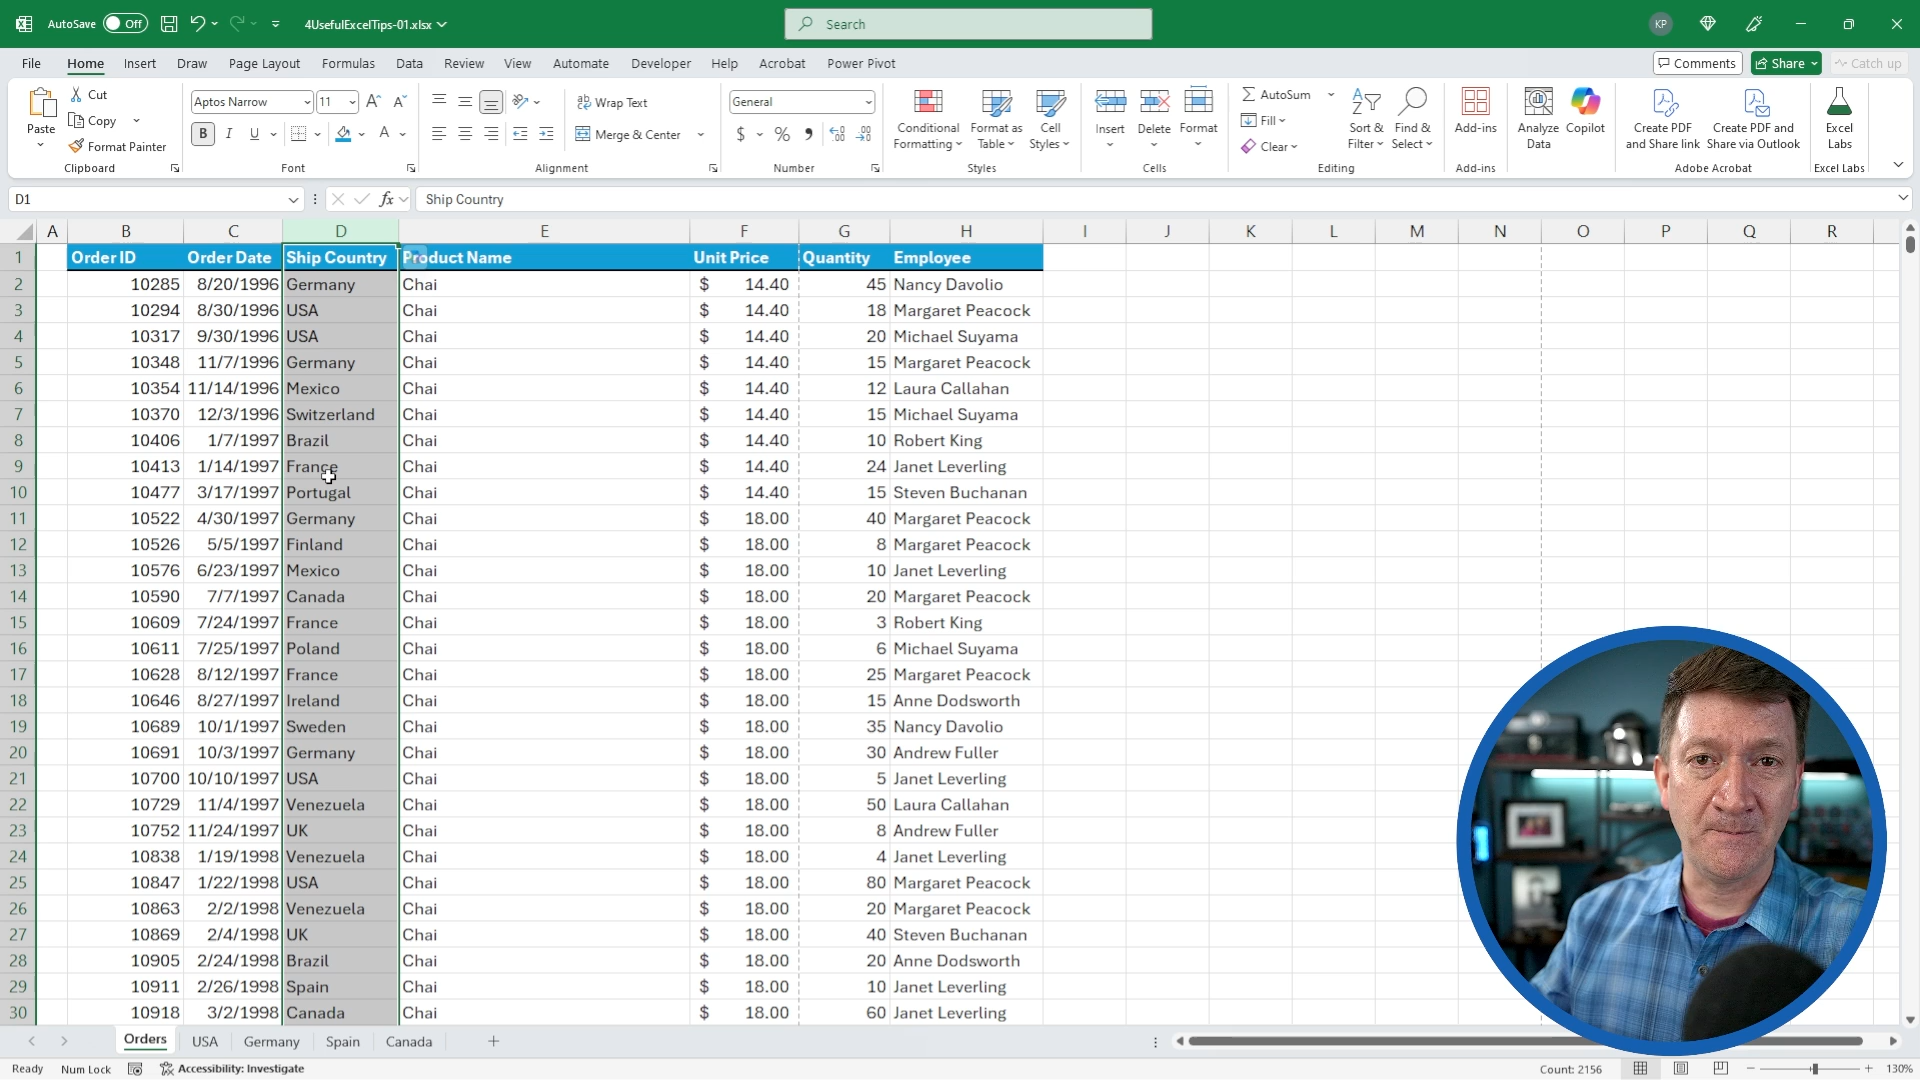 AutoSave Off 4UsefulExcelTips-01.xlsx Search KP
File Home Insert Draw Page Layout Formulas Data Review View Automate Developer Help Acrobat Power Pivot Comments Share Catch up
Paste Cut Copy Format Painter Clipboard
Aptos Narrow 11 B I U A Font
Wrap Text Merge & Center Alignment
General $ % , Number
Conditional Formatting Format as Table Cell Styles Styles
Insert Delete Format Cells
AutoSum Fill Clear Sort & Filter Find & Select Editing
Add-ins Add-ins
Analyze Data Copilot
Create PDF and Share link Create PDF and Share via Outlook Adobe Acrobat
Excel Labs Excel Labs
D1 fx Ship Country
A B C D E F G H I J K L M N O P Q R
1 Order ID Order Date Ship Country Product Name Unit Price Quantity Employee
2 10285 8/20/1996 Germany Chai $ 14.40 45 Nancy Davolio
3 10294 8/30/1996 USA Chai $ 14.40 18 Margaret Peacock
4 10317 9/30/1996 USA Chai $ 14.40 20 Michael Suyama
5 10348 11/7/1996 Germany Chai $ 14.40 15 Margaret Peacock
6 10354 11/14/1996 Mexico Chai $ 14.40 12 Laura Callahan
7 10370 12/3/1996 Switzerland Chai $ 14.40 15 Michael Suyama
8 10406 1/7/1997 Brazil Chai $ 14.40 10 Robert King
9 10413 1/14/1997 France Chai $ 14.40 24 Janet Leverling
10 10477 3/17/1997 Portugal Chai $ 14.40 15 Steven Buchanan
11 10522 4/30/1997 Germany Chai $ 18.00 40 Margaret Peacock
12 10526 5/5/1997 Finland Chai $ 18.00 8 Margaret Peacock
13 10576 6/23/1997 Mexico Chai $ 18.00 10 Janet Leverling
14 10590 7/7/1997 Canada Chai $ 18.00 20 Margaret Peacock
15 10609 7/24/1997 France Chai $ 18.00 3 Robert King
16 10611 7/25/1997 Poland Chai $ 18.00 6 Michael Suyama
17 10628 8/12/1997 France Chai $ 18.00 25 Margaret Peacock
18 10646 8/27/1997 Ireland Chai $ 18.00 15 Anne Dodsworth
19 10689 10/1/1997 Sweden Chai $ 18.00 35 Nancy Davolio
20 10691 10/3/1997 Germany Chai $ 18.00 30 Andrew Fuller
21 10700 10/10/1997 USA Chai $ 18.00 5 Janet Leverling
22 10729 11/4/1997 Venezuela Chai $ 18.00 50 Laura Callahan
23 10752 11/24/1997 UK Chai $ 18.00 8 Andrew Fuller
24 10838 1/19/1998 Venezuela Chai $ 18.00 4 Janet Leverling
25 10847 1/22/1998 USA Chai $ 18.00 80 Margaret Peacock
26 10863 2/2/1998 Venezuela Chai $ 18.00 20 Margaret Peacock
27 10869 2/4/1998 UK Chai $ 18.00 40 Steven Buchanan
28 10905 2/24/1998 Brazil Chai $ 18.00 20 Anne Dodsworth
29 10911 2/26/1998 Spain Chai $ 18.00 10 Janet Leverling
30 10918 3/2/1998 Canada Chai $ 18.00 60 Janet Leverling
Orders USA Germany Spain Canada
Ready Num Lock Accessibility: Investigate Count: 2156 130%